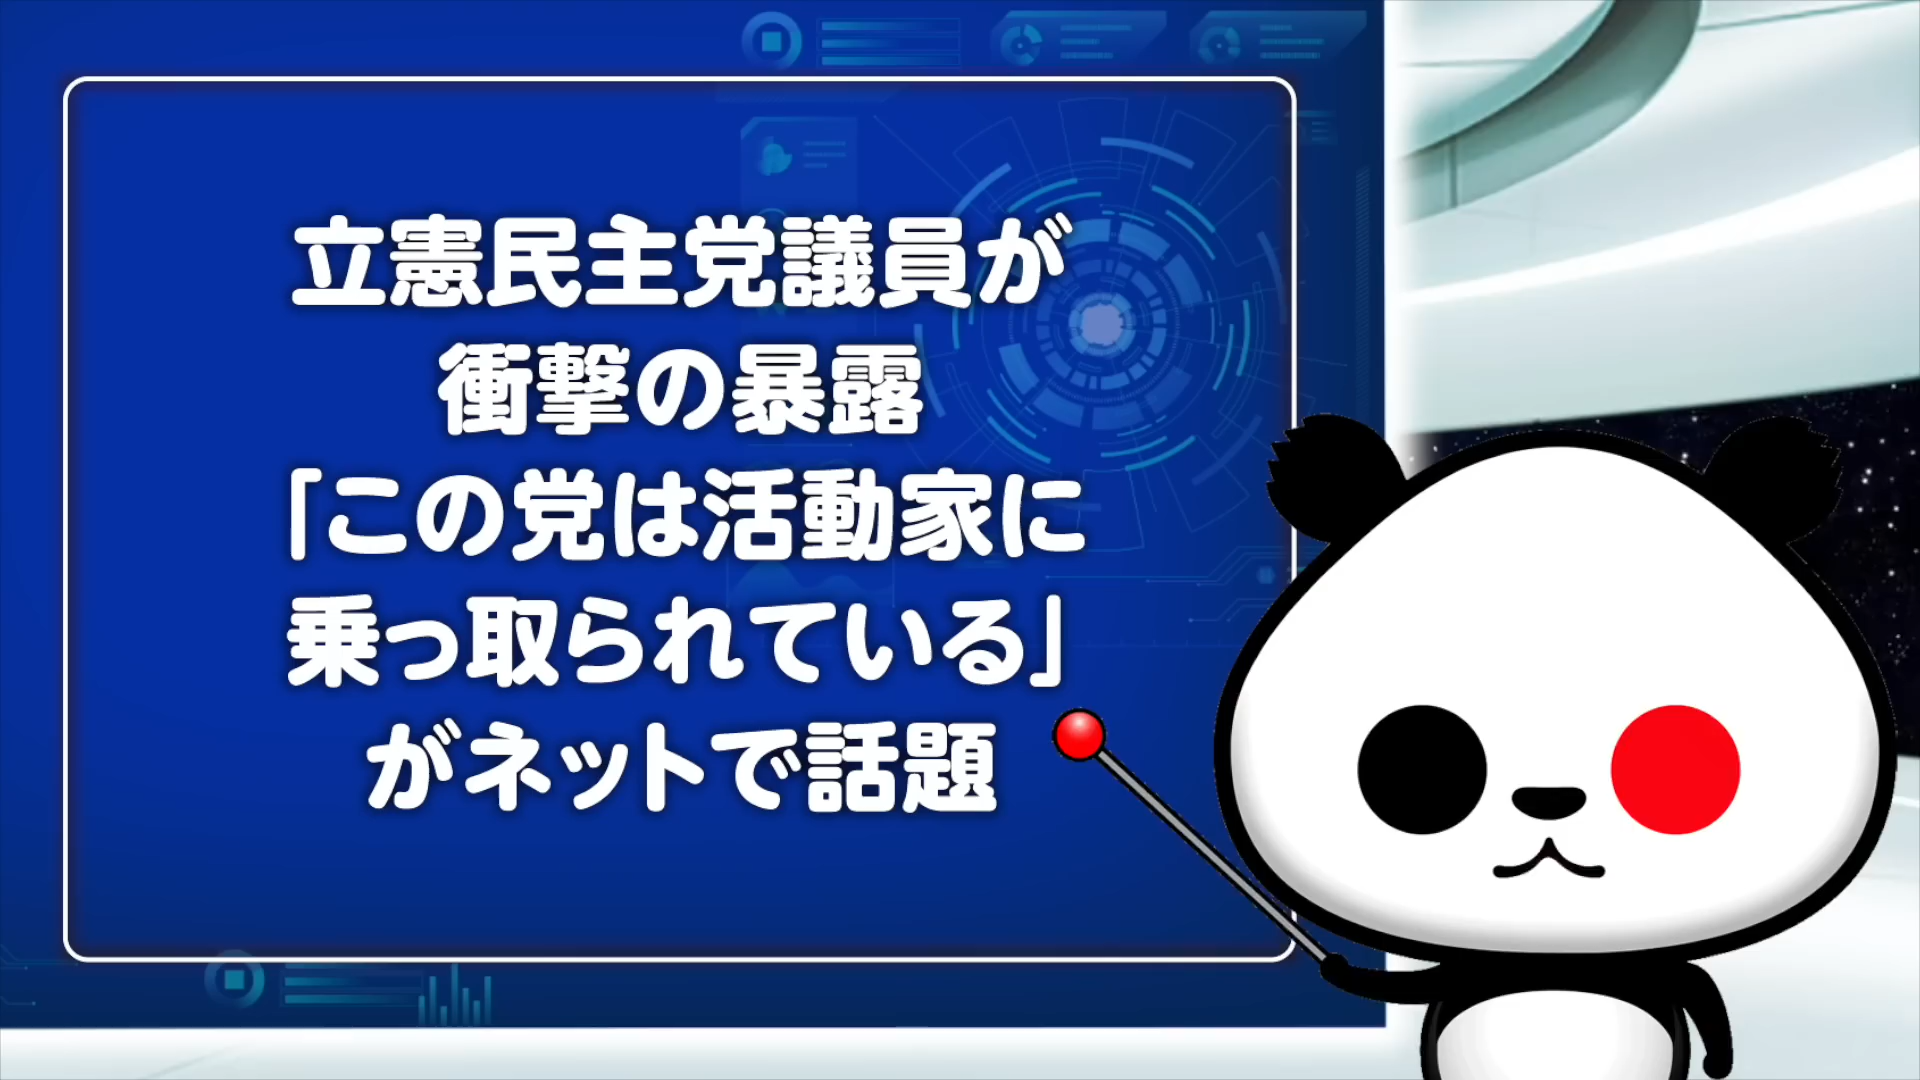 立憲民主党議員が
衝撃の暴露
「この党は活動家に
乗っ取られている」
がネットで話題